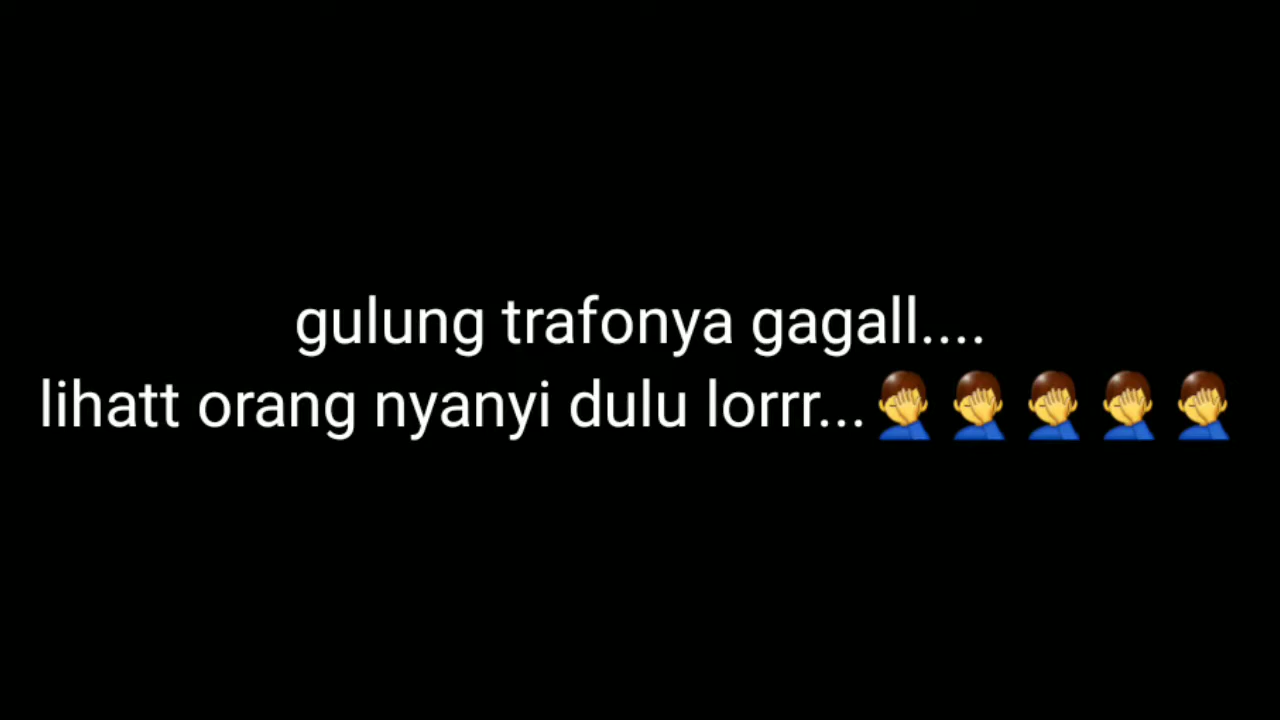 gulung trafonya gagall....
lihatt orang nyanyi dulu lorrr...🤦‍♂️🤦‍♂️🤦‍♂️🤦‍♂️🤦‍♂️